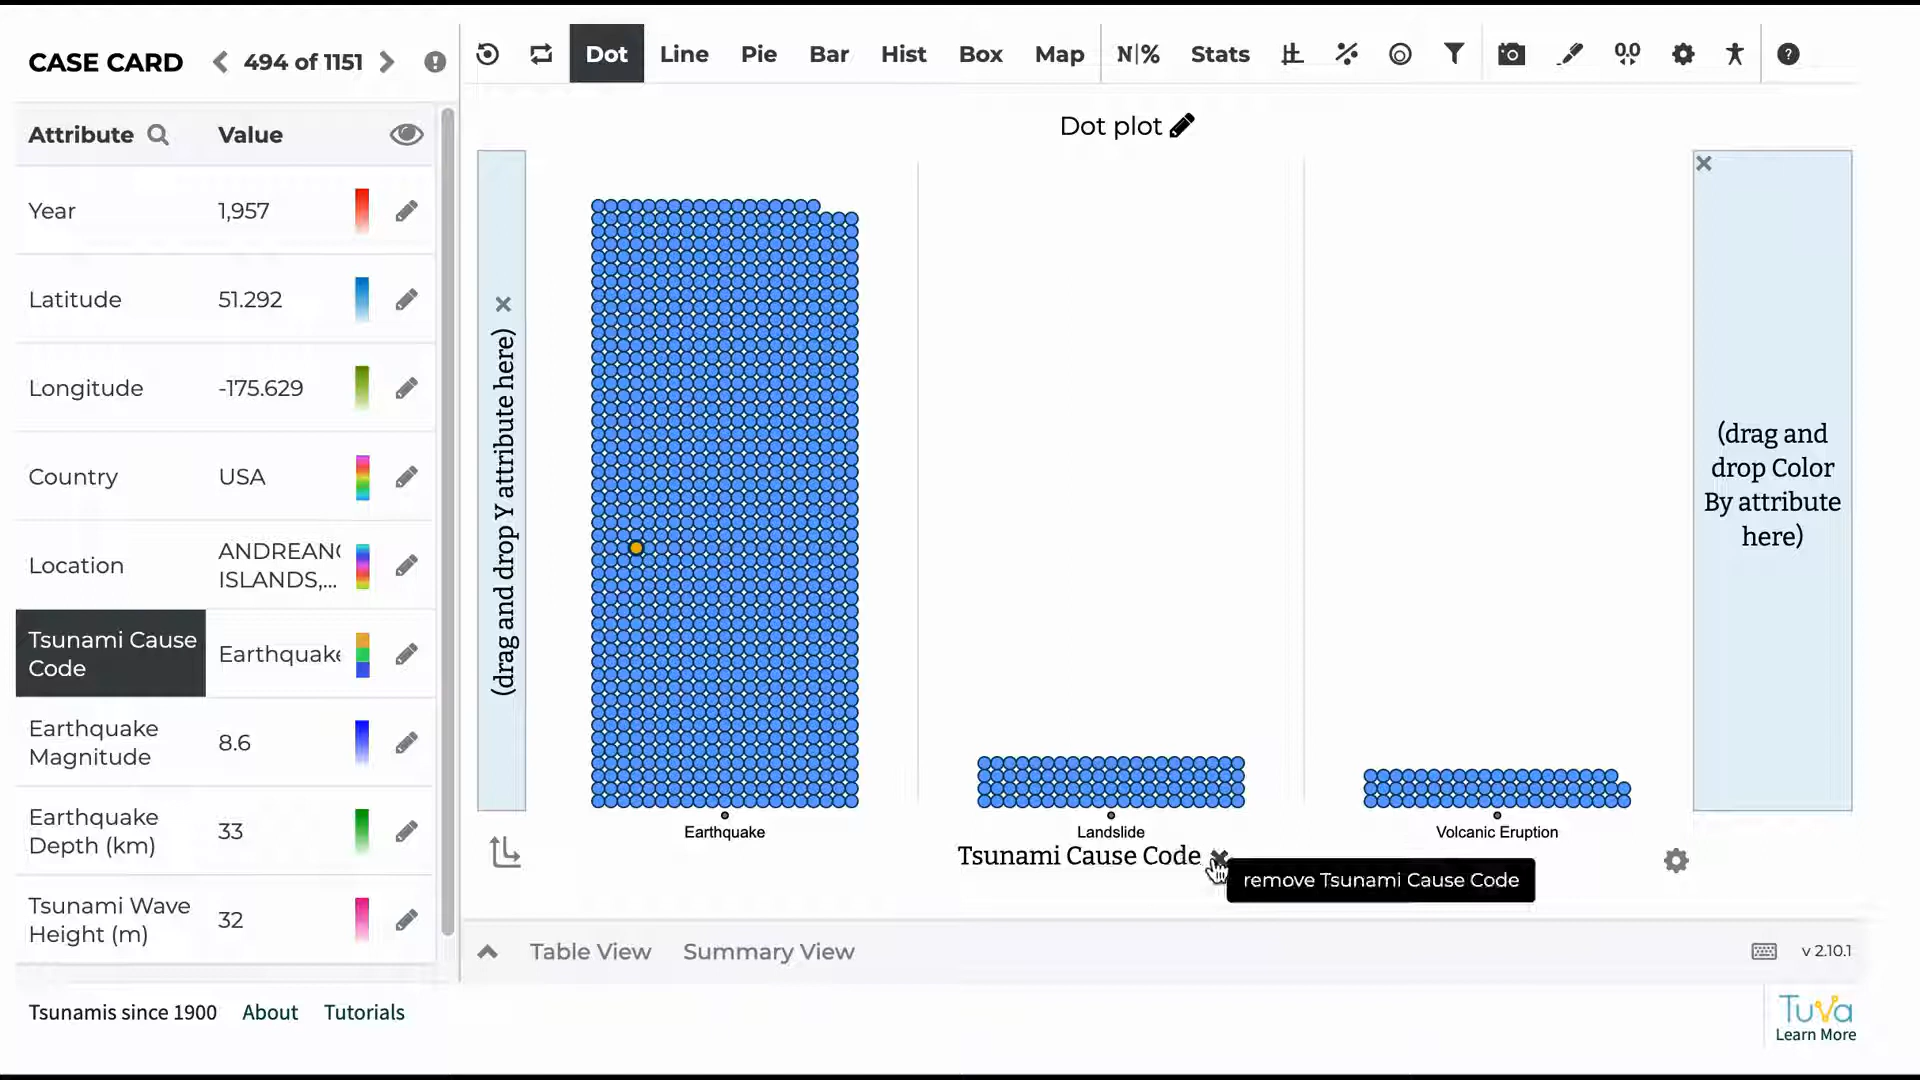 CASE CARD
494 of 1151
Dot
Line
Pie
Bar
Hist
Box
Map
N|%
Stats
0,0
Attribute
Value
Dot plot
Year
1,957
Latitude
51.292
Longitude
-175.629
Country
USA
Location
ANDREAN
ISLANDS,...
Tsunami Cause
Code
Earthquake
Earthquake
Magnitude
8.6
Earthquake
Depth (km)
33
Tsunami Wave
Height (m)
32
(drag and drop Y attribute here)
(drag and
drop Color
By attribute
here)
Earthquake
Landslide
Volcanic Eruption
Tsunami Cause Code
remove Tsunami Cause Code
Table View
Summary View
v 2.10.1
Tsunamis since 1900
About
Tutorials
TuVa
Learn More